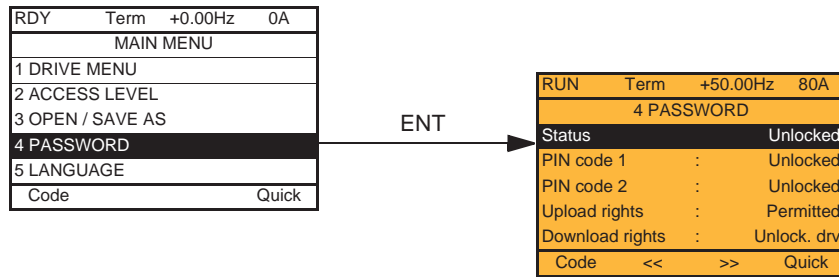 RDY Term +0.00Hz 0A
MAIN MENU
1 DRIVE MENU
2 ACCESS LEVEL
3 OPEN / SAVE AS
4 PASSWORD
5 LANGUAGE
Code Quick
ENT
RUN Term +50.00Hz 80A
4 PASSWORD
Status Unlocked
PIN code 1 : Unlocked
PIN code 2 : Unlocked
Upload rights : Permitted
Download rights : Unlock. drv
Code << >> Quick